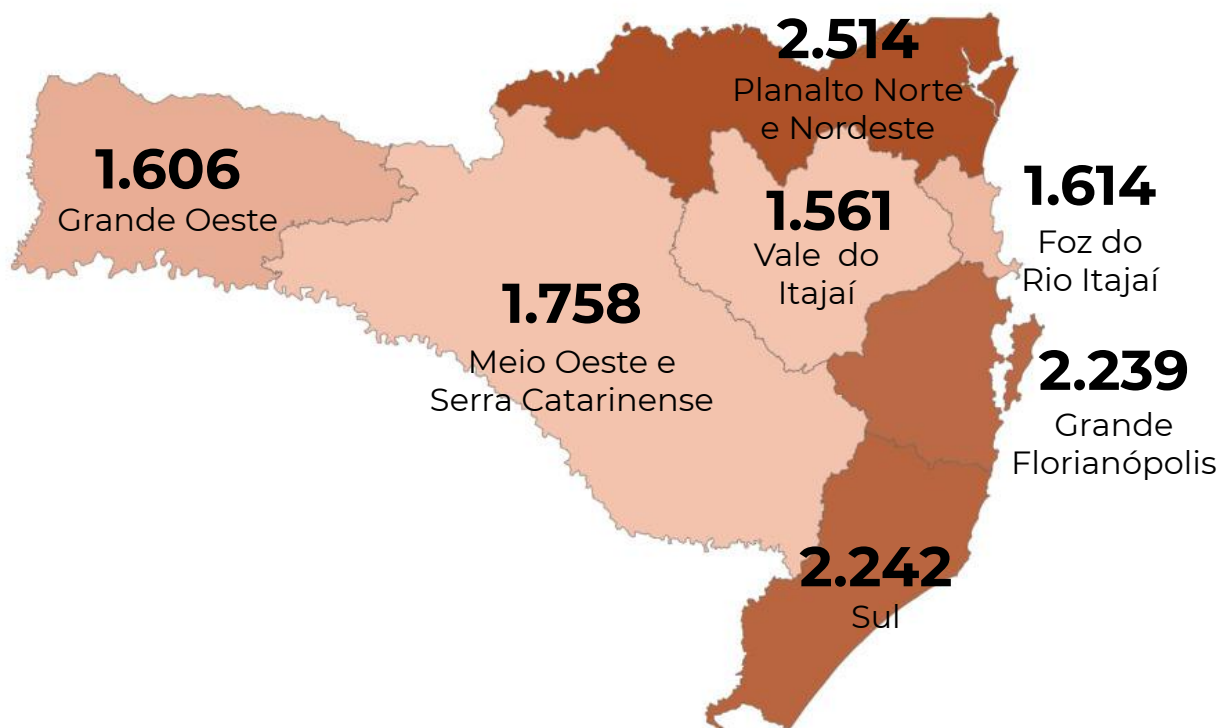 2.514
Planalto Norte
e Nordeste
1.606
Grande Oeste
1.561
Vale do
Itajaí
1.614
Foz do
Rio Itajaí
1.758
Meio Oeste e
Serra Catarinense
2.239
Grande
Florianópolis
2.242
Sul